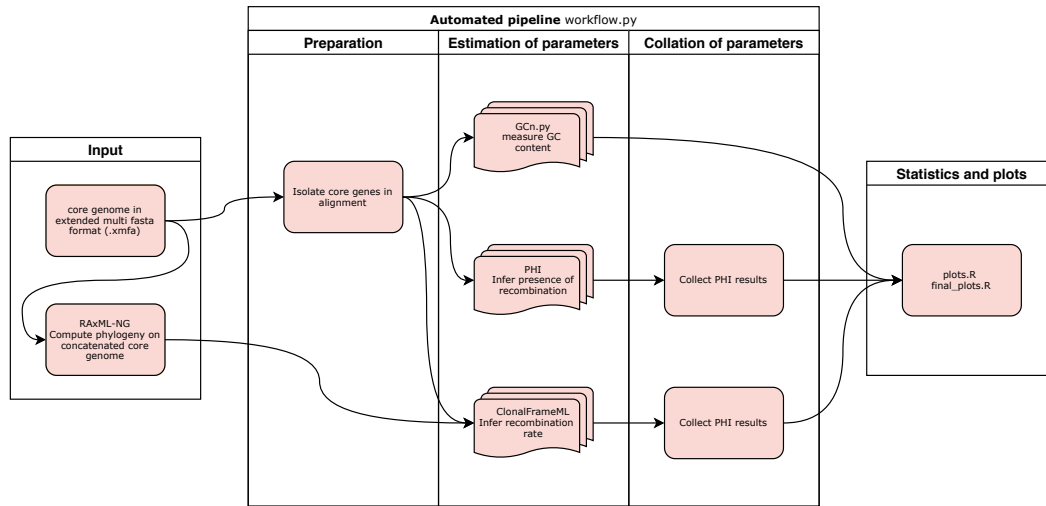 Automated pipeline workflow.py
Preparation
Estimation of parameters
Collation of parameters
Input
core genome in
extended multi fasta
format (.xmfa)
RAxML-NG
Compute phylogeny on
concatenated core
genome
Isolate core genes in
alignment
GCn.py
measure GC
content
PHI
Infer presence of
recombination
ClonalFrameML
Infer recombination
rate
Collect PHI results
Collect PHI results
Statistics and plots
plots.R
final_plots.R